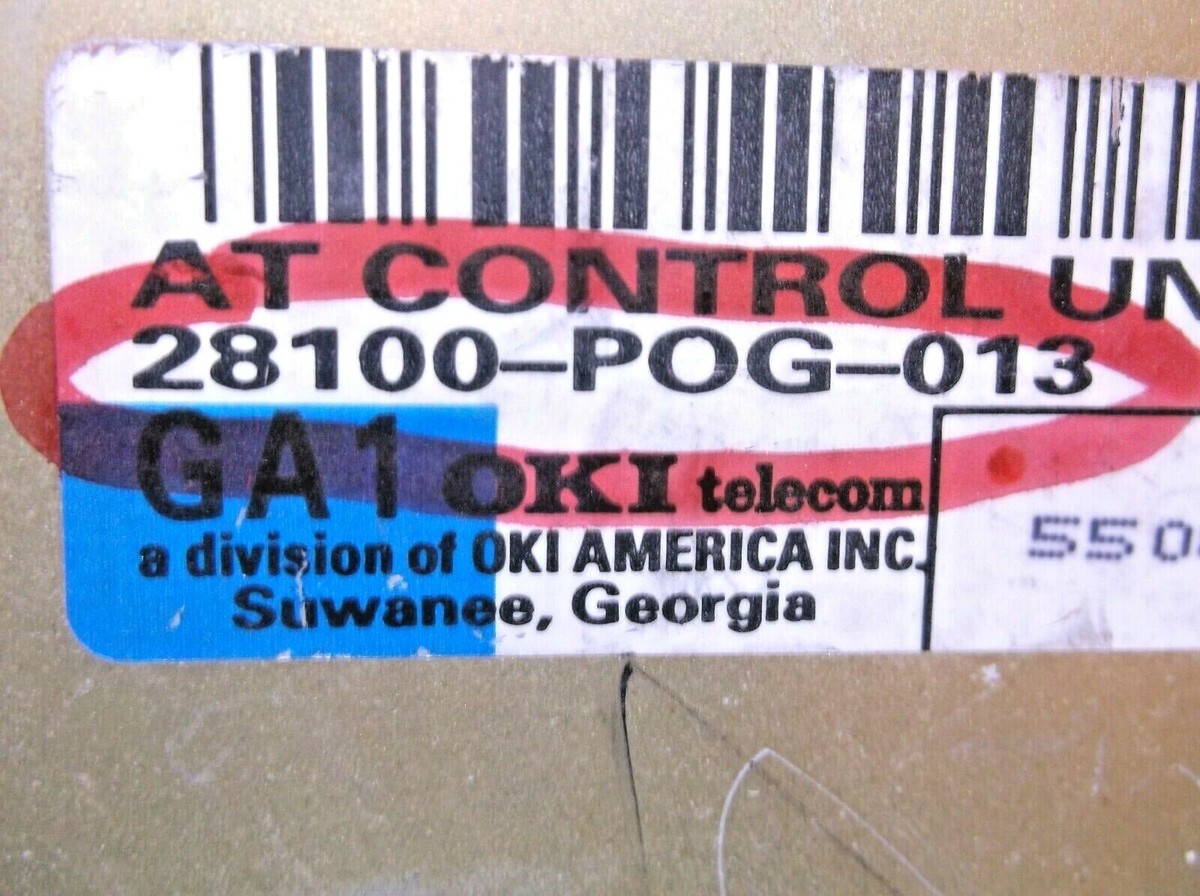 AT CONTROL UN
28100-POG-013
GA1 OKI telecom
a division of OKI AMERICA INC.
Suwanee, Georgia
550